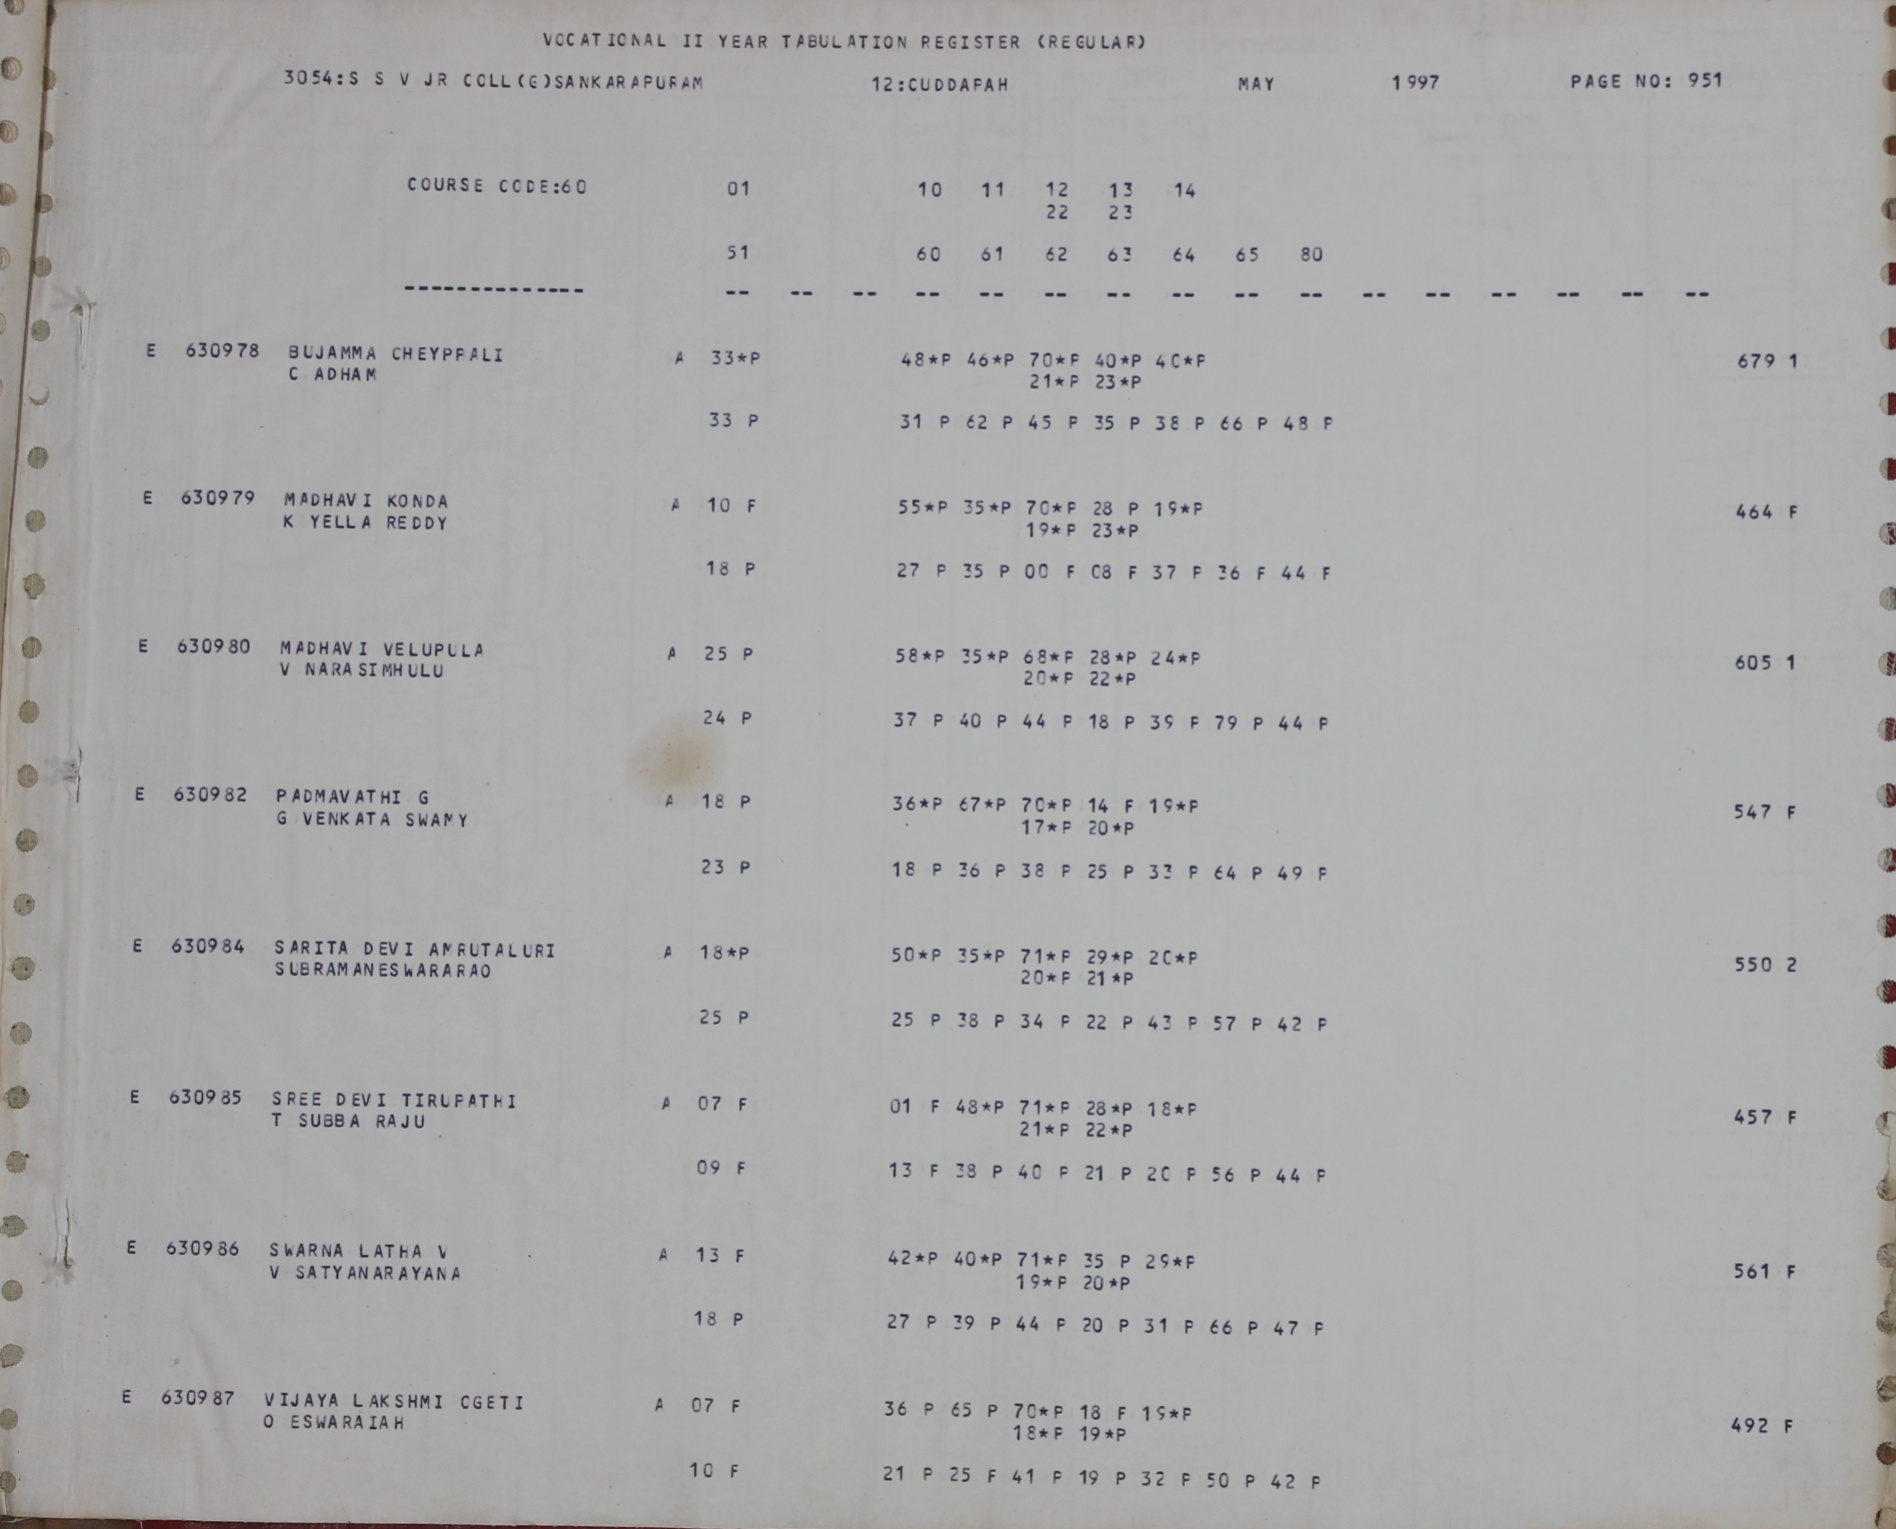 VOCATIONAL II YEAR TABULATION REGISTER (REGULAR)
3054:S S V JR COLL(G)SANKARAPURAM 12:CUDDAPAH MAY 1997 PAGE NO: 951
COURSE CODE:60 01 10 11 12 13 14
22 23
51 60 61 62 63 64 65 80
-------------- -- -- -- -- -- -- -- -- -- -- -- -- -- -- -- --
E 630978 BUJAMMA CHEYPPALI A 33*P 48*P 46*P 70*P 40*P 40*P 679 1
C ADHAM 21*P 23*P
33 P 31 P 62 P 45 P 35 P 38 P 66 P 48 P
E 630979 MADHAVI KONDA A 10 F 55*P 35*P 70*P 28 P 19*P 464 F
K YELLA REDDY 19*P 23*P
18 P 27 P 35 P 00 F 08 F 37 P 36 F 44 F
E 630980 MADHAVI VELUPULA A 25 P 58*P 35*P 68*P 28*P 24*P 605 1
V NARASIMHULU 20*P 22*P
24 P 37 P 40 P 44 P 18 P 39 P 79 P 44 P
E 630982 PADMAVATHI G A 18 P 36*P 67*P 70*P 14 F 19*P 547 F
G VENKATA SWAMY 17*P 20*P
23 P 18 P 36 P 38 P 25 P 33 P 64 P 49 P
E 630984 SARITA DEVI AMRUTALURI A 18*P 50*P 35*P 71*P 29*P 20*P 550 2
SUBRAMANESWARARAO 20*P 21*P
25 P 25 P 38 P 34 P 22 P 43 P 57 P 42 P
E 630985 SREE DEVI TIRUPATHI A 07 F 01 F 48*P 71*P 28*P 18*P 457 F
T SUBBA RAJU 21*P 22*P
09 F 13 F 38 P 40 P 21 P 20 P 56 P 44 P
E 630986 SWARNA LATHA V A 13 F 42*P 40*P 71*P 35 P 29*P 561 F
V SATYANARAYANA 19*P 20*P
18 P 27 P 39 P 44 P 20 P 31 P 66 P 47 P
E 630987 VIJAYA LAKSHMI OGETI A 07 F 36 P 65 P 70*P 18 F 19*P 492 F
O ESWARAIAH 18*P 19*P
10 F 21 P 25 F 41 P 19 P 32 P 50 P 42 P